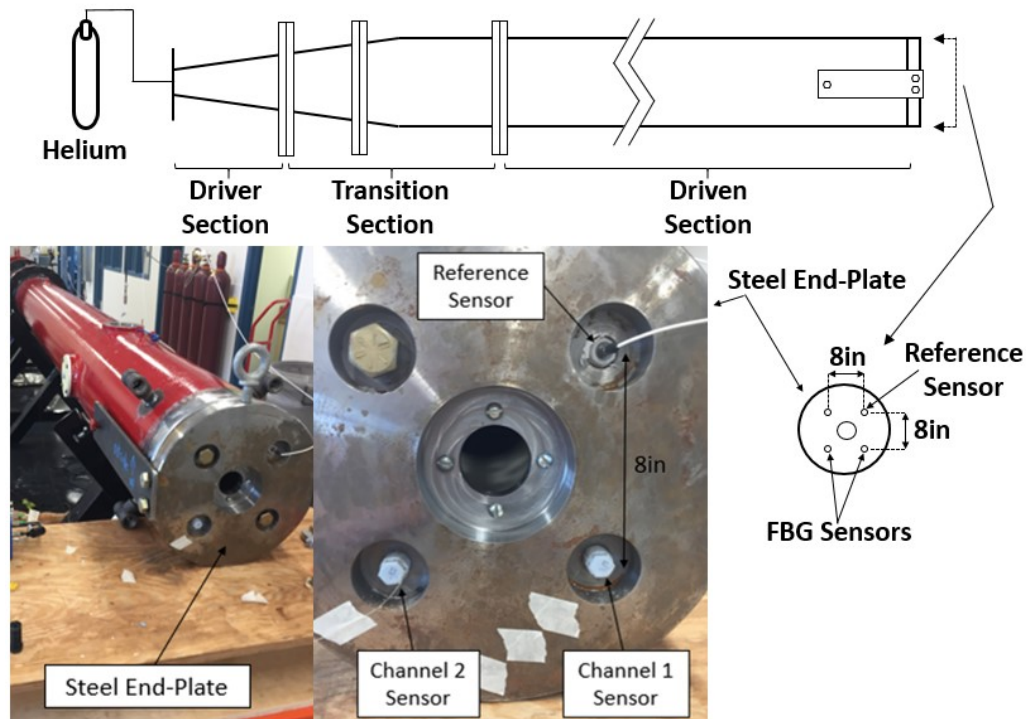 Helium
Driver
Section
Transition
Section
Driven
Section
Reference
Sensor
8in
Channel 2
Sensor
Channel 1
Sensor
Steel End-Plate
Steel End-Plate
8in
Reference
Sensor
8in
FBG Sensors